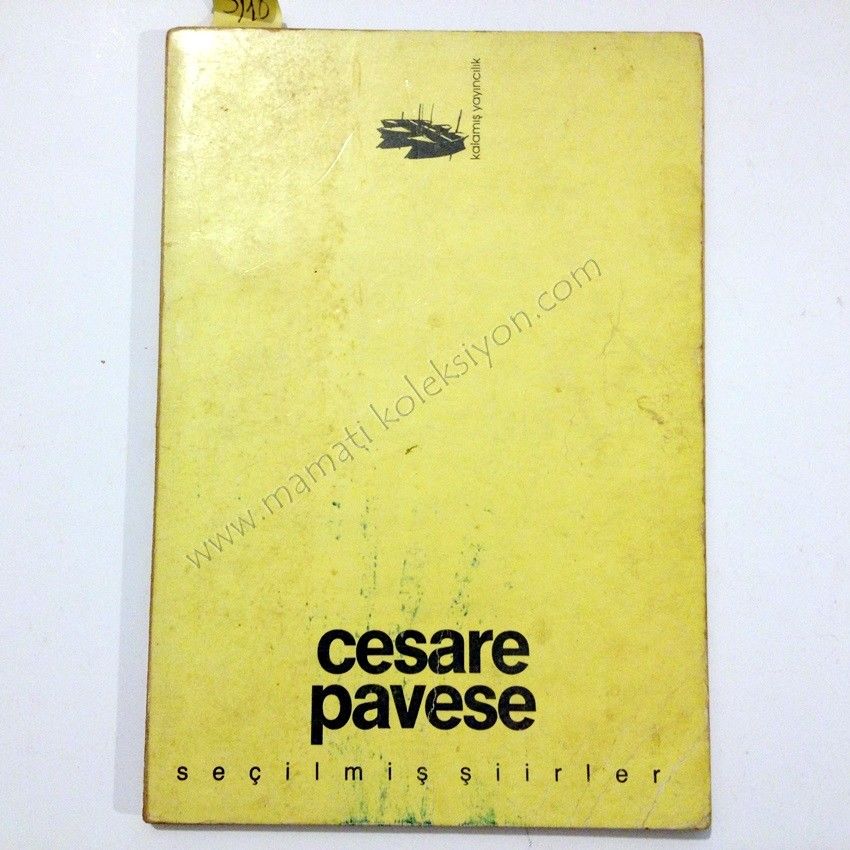 kalamış yayıncılık
www.mamati koleksiyon.com
cesare
pavese
seçilmiş şiirler